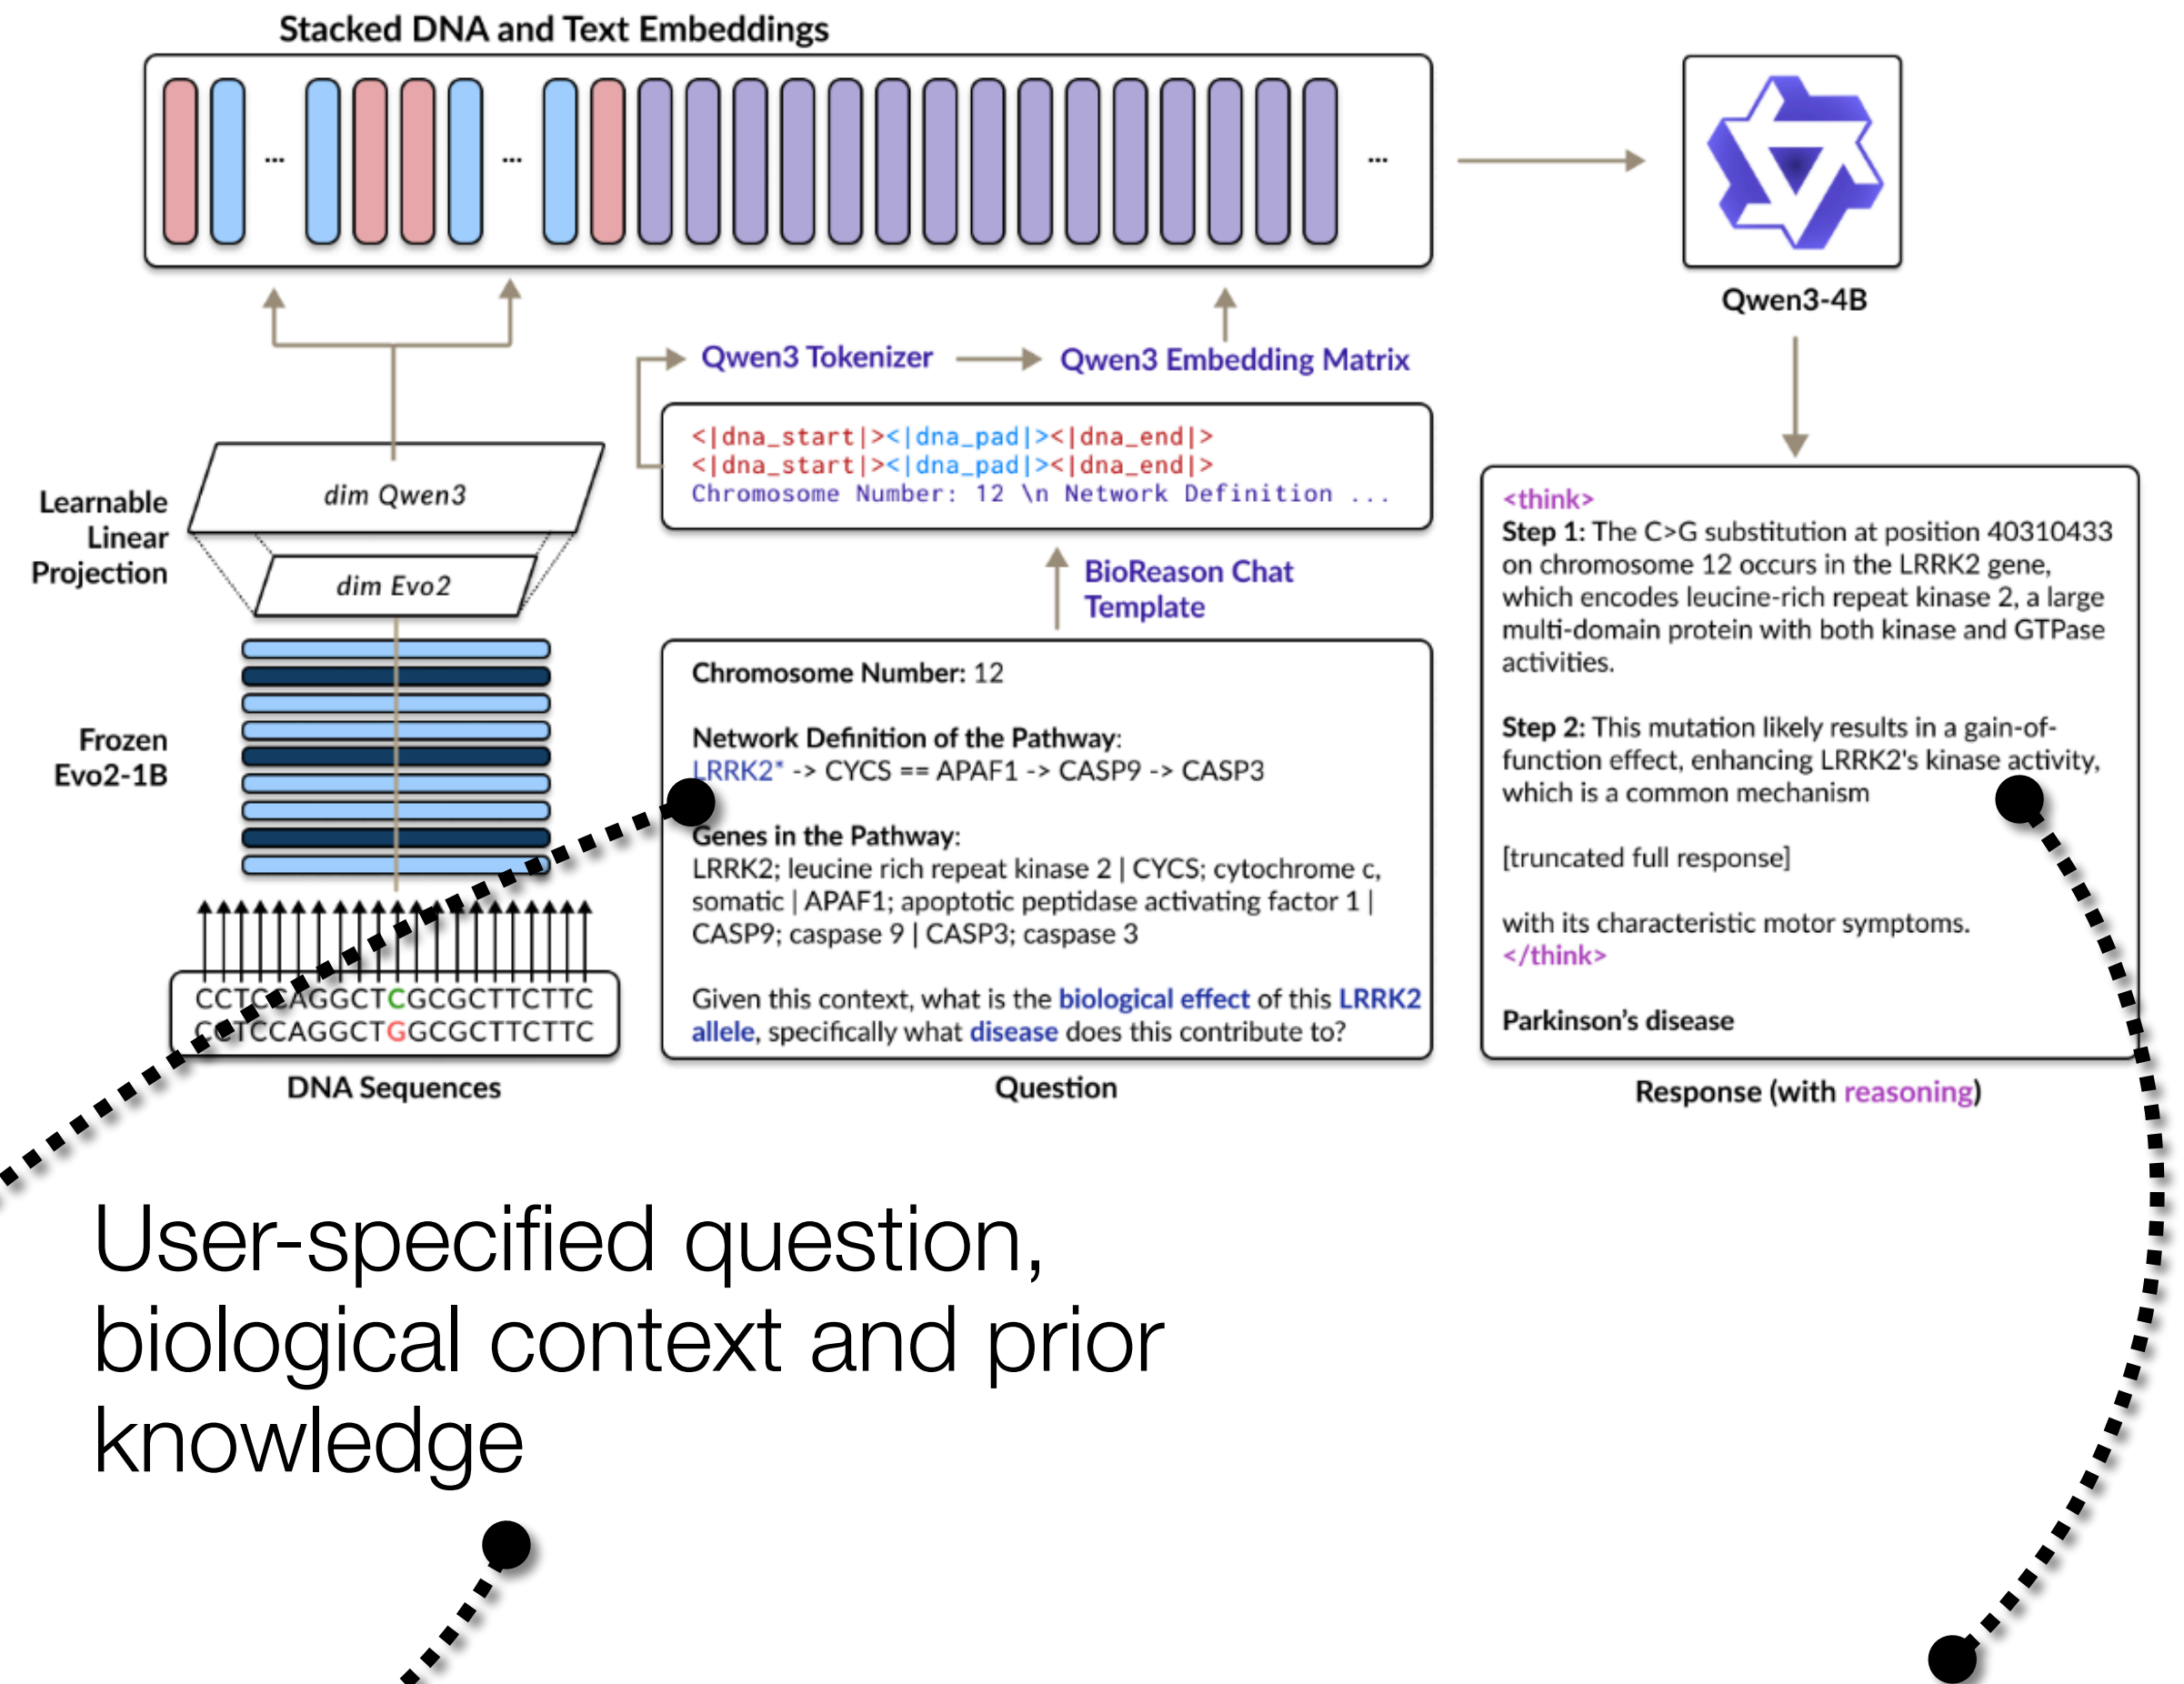 Stacked DNA and Text Embeddings
...
...
...
Qwen3-4B
Qwen3 Tokenizer
Qwen3 Embedding Matrix
<|dna_start|><|dna_pad|><|dna_end|>
<|dna_start|><|dna_pad|><|dna_end|>
Chromosome Number: 12 \n Network Definition ...
Learnable
Linear
Projection
dim Qwen3
dim Evo2
BioReason Chat
Template
Frozen
Evo2-1B
CCTCCAGGCTCGCGCTTCTTC
CCTCCAGGCTGGCGCTTCTTC
DNA Sequences
Chromosome Number: 12
Network Definition of the Pathway:
LRRK2* -> CYCS == APAF1 -> CASP9 -> CASP3
Genes in the Pathway:
LRRK2; leucine rich repeat kinase 2 | CYCS; cytochrome c,
somatic | APAF1; apoptotic peptidase activating factor 1 |
CASP9; caspase 9 | CASP3; caspase 3
Given this context, what is the biological effect of this LRRK2
allele, specifically what disease does this contribute to?
Question
<think>
Step 1: The C>G substitution at position 40310433
on chromosome 12 occurs in the LRRK2 gene,
which encodes leucine-rich repeat kinase 2, a large
multi-domain protein with both kinase and GTPase
activities.
Step 2: This mutation likely results in a gain-of-
function effect, enhancing LRRK2's kinase activity,
which is a common mechanism
[truncated full response]
with its characteristic motor symptoms.
</think>
Parkinson's disease
Response (with reasoning)
User-specified question,
biological context and prior
knowledge